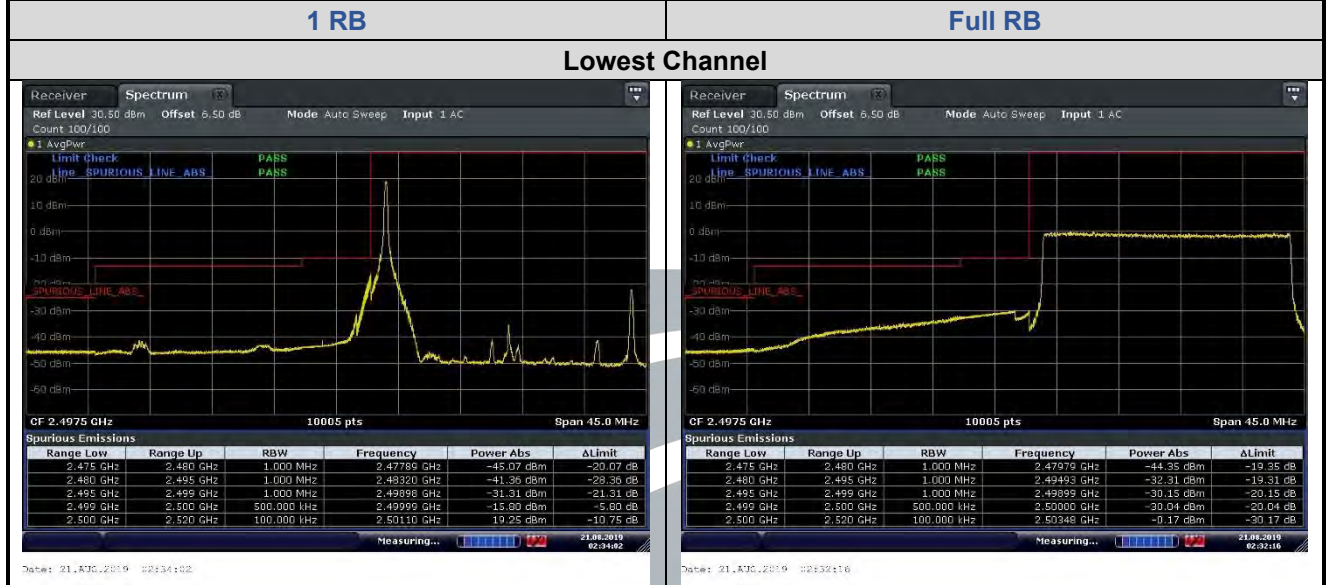 1 RB
Full RB
Lowest Channel
Receiver Spectrum
Ref Level 30.50 dBm Offset 6.50 dB Mode Auto Sweep Input 1 AC
Count 100/100
1 AvgPwr
Limit Check PASS
Line _SPURIOUS_LINE_ABS_ PASS
20 dBm
10 dBm
0 dBm
-10 dBm
-20 dBm
_SPURIOUS_LINE_ABS_
-30 dBm
-40 dBm
-50 dBm
-60 dBm
CF 2.4975 GHz 10005 pts Span 45.0 MHz
Spurious Emissions
Range Low Range Up RBW Frequency Power Abs ΔLimit
2.475 GHz 2.480 GHz 1.000 MHz 2.47789 GHz -45.07 dBm -20.07 dB
2.480 GHz 2.495 GHz 1.000 MHz 2.48320 GHz -41.36 dBm -28.36 dB
2.495 GHz 2.499 GHz 1.000 MHz 2.49898 GHz -31.31 dBm -21.31 dB
2.499 GHz 2.500 GHz 500.000 kHz 2.49999 GHz -15.80 dBm -5.80 dB
2.500 GHz 2.520 GHz 100.000 kHz 2.50110 GHz 19.25 dBm -10.75 dB
Measuring... 21.08.2019
02:34:02
Date: 21.AUG.2019 02:34:02
Receiver Spectrum
Ref Level 30.50 dBm Offset 6.50 dB Mode Auto Sweep Input 1 AC
Count 100/100
1 AvgPwr
Limit Check PASS
Line _SPURIOUS_LINE_ABS_ PASS
20 dBm
10 dBm
0 dBm
-10 dBm
-20 dBm
_SPURIOUS_LINE_ABS_
-30 dBm
-40 dBm
-50 dBm
-60 dBm
CF 2.4975 GHz 10005 pts Span 45.0 MHz
Spurious Emissions
Range Low Range Up RBW Frequency Power Abs ΔLimit
2.475 GHz 2.480 GHz 1.000 MHz 2.47979 GHz -44.35 dBm -19.35 dB
2.480 GHz 2.495 GHz 1.000 MHz 2.49493 GHz -32.31 dBm -19.31 dB
2.495 GHz 2.499 GHz 1.000 MHz 2.49899 GHz -30.15 dBm -20.15 dB
2.499 GHz 2.500 GHz 500.000 kHz 2.50000 GHz -30.04 dBm -20.04 dB
2.500 GHz 2.520 GHz 100.000 kHz 2.50348 GHz -0.17 dBm -30.17 dB
Measuring... 21.08.2019
02:32:16
Date: 21.AUG.2019 02:32:16